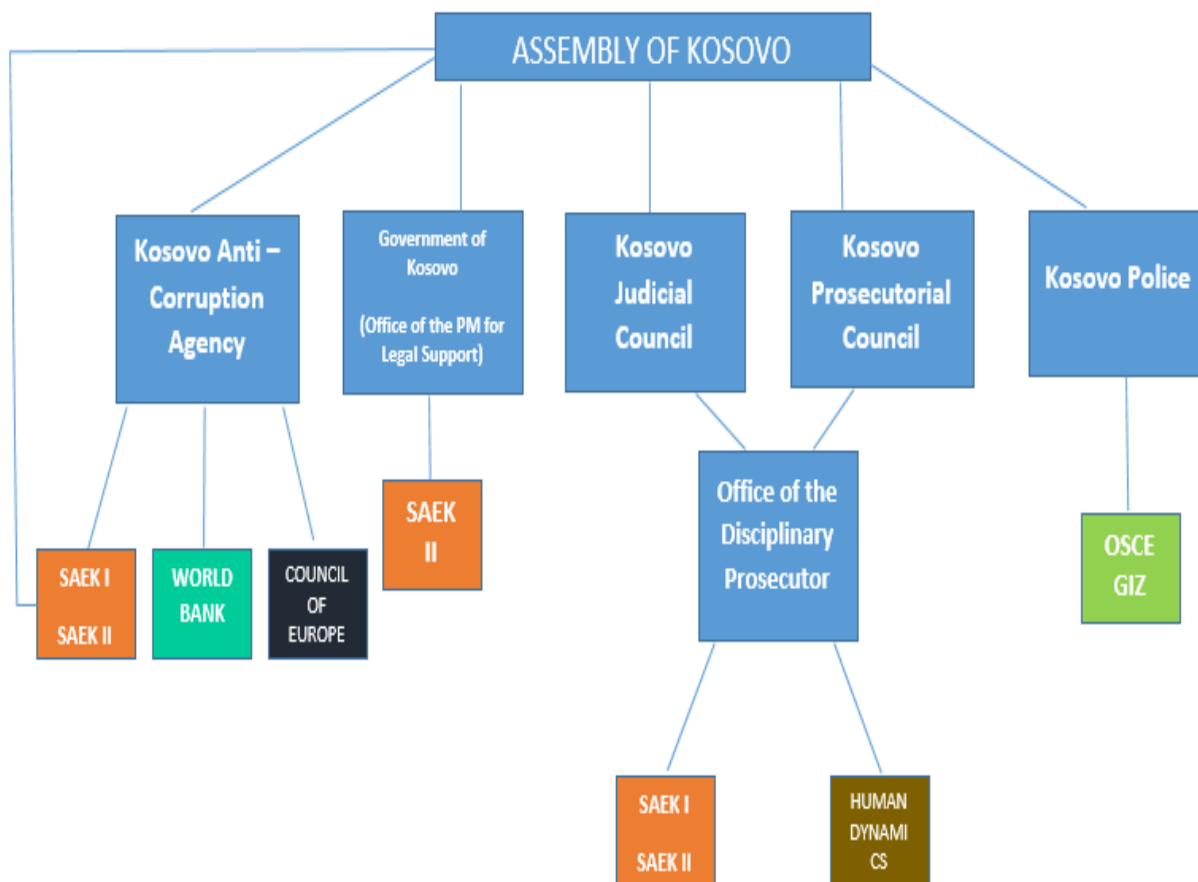 ASSEMBLY OF KOSOVO
Kosovo Anti –
Corruption
Agency
Government of
Kosovo
(Office of the PM for
Legal Support)
Kosovo
Judicial
Council
Kosovo
Prosecutorial
Council
Kosovo Police
SAEK I
SAEK II
WORLD
BANK
COUNCIL
OF
EUROPE
SAEK
II
Office of the
Disciplinary
Prosecutor
OSCE
GIZ
SAEK I
SAEK II
HUMAN
DYNAMI
CS